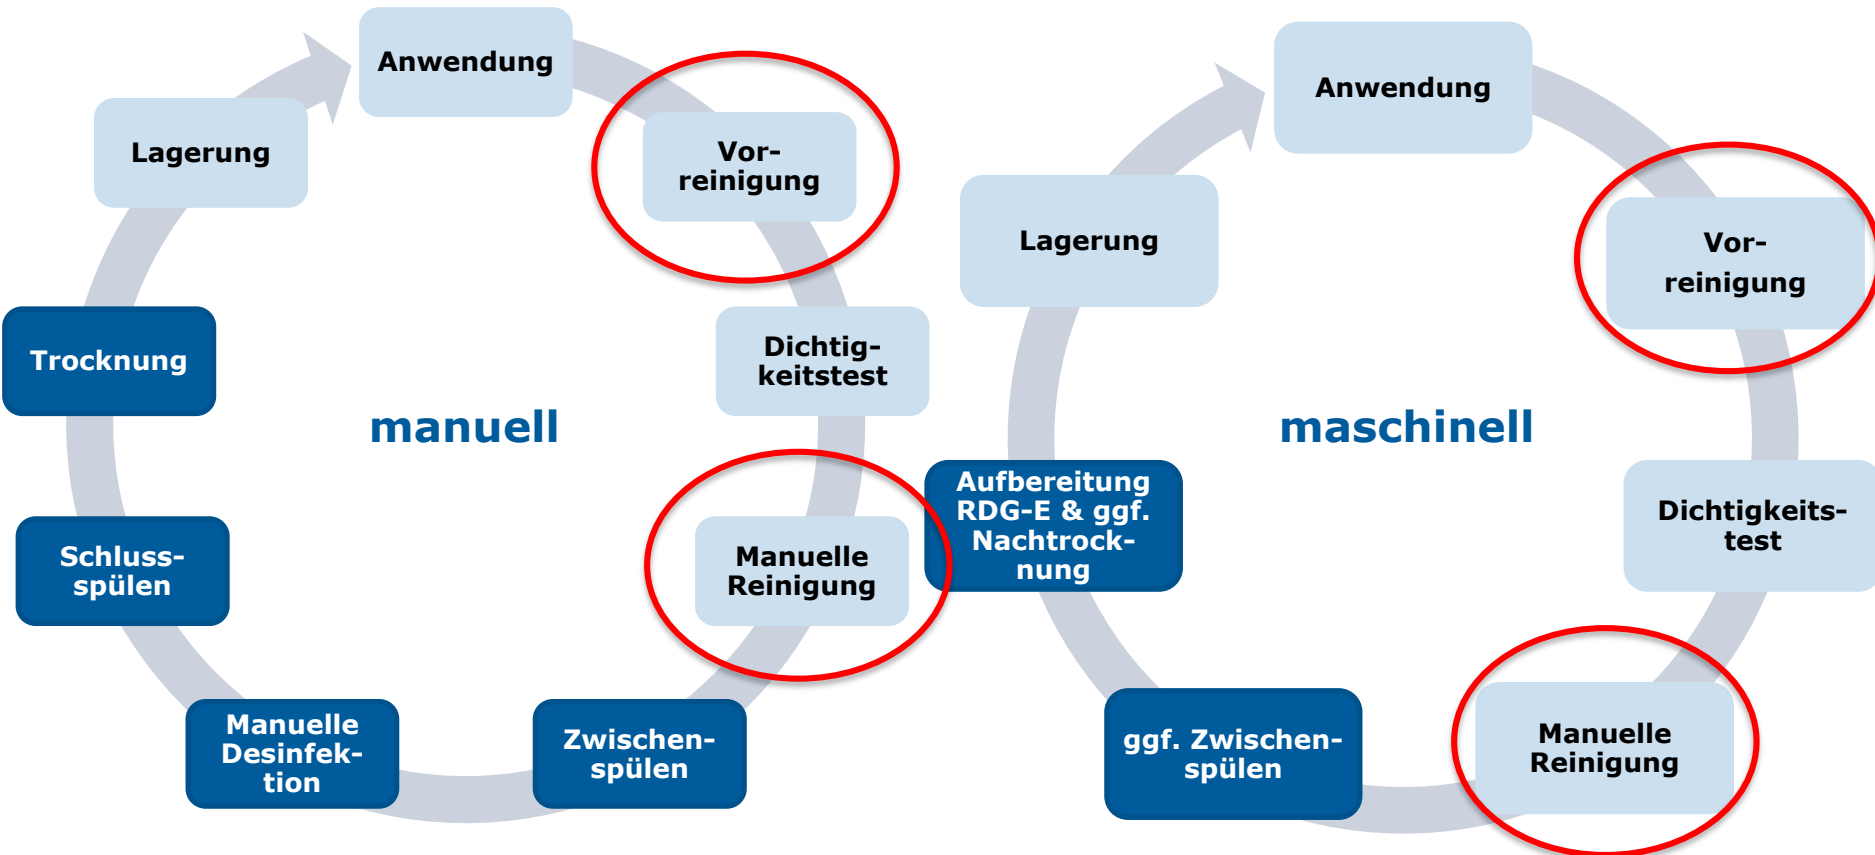 Anwendung
Vor-
reinigung
Dichtig-
keitstest
Manuelle
Reinigung
Zwischen-
spülen
Manuelle
Desinfek-
tion
Schluss-
spülen
Trocknung
Lagerung
manuell
Anwendung
Vor-
reinigung
Dichtigkeits-
test
Manuelle
Reinigung
ggf. Zwischen-
spülen
Aufbereitung
RDG-E & ggf.
Nachtrock-
nung
Lagerung
maschinell